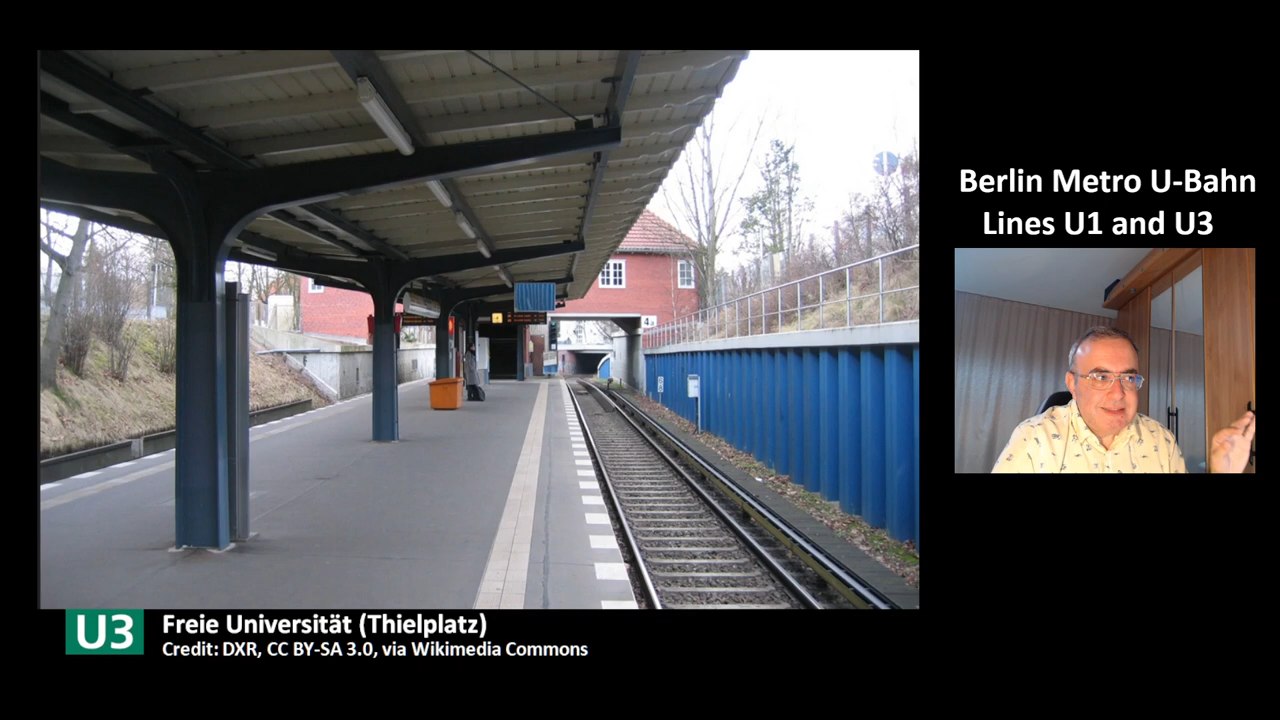 Berlin Metro U-Bahn
Lines U1 and U3
U3
Freie Universität (Thielplatz)
Credit: DXR, CC BY-SA 3.0, via Wikimedia Commons